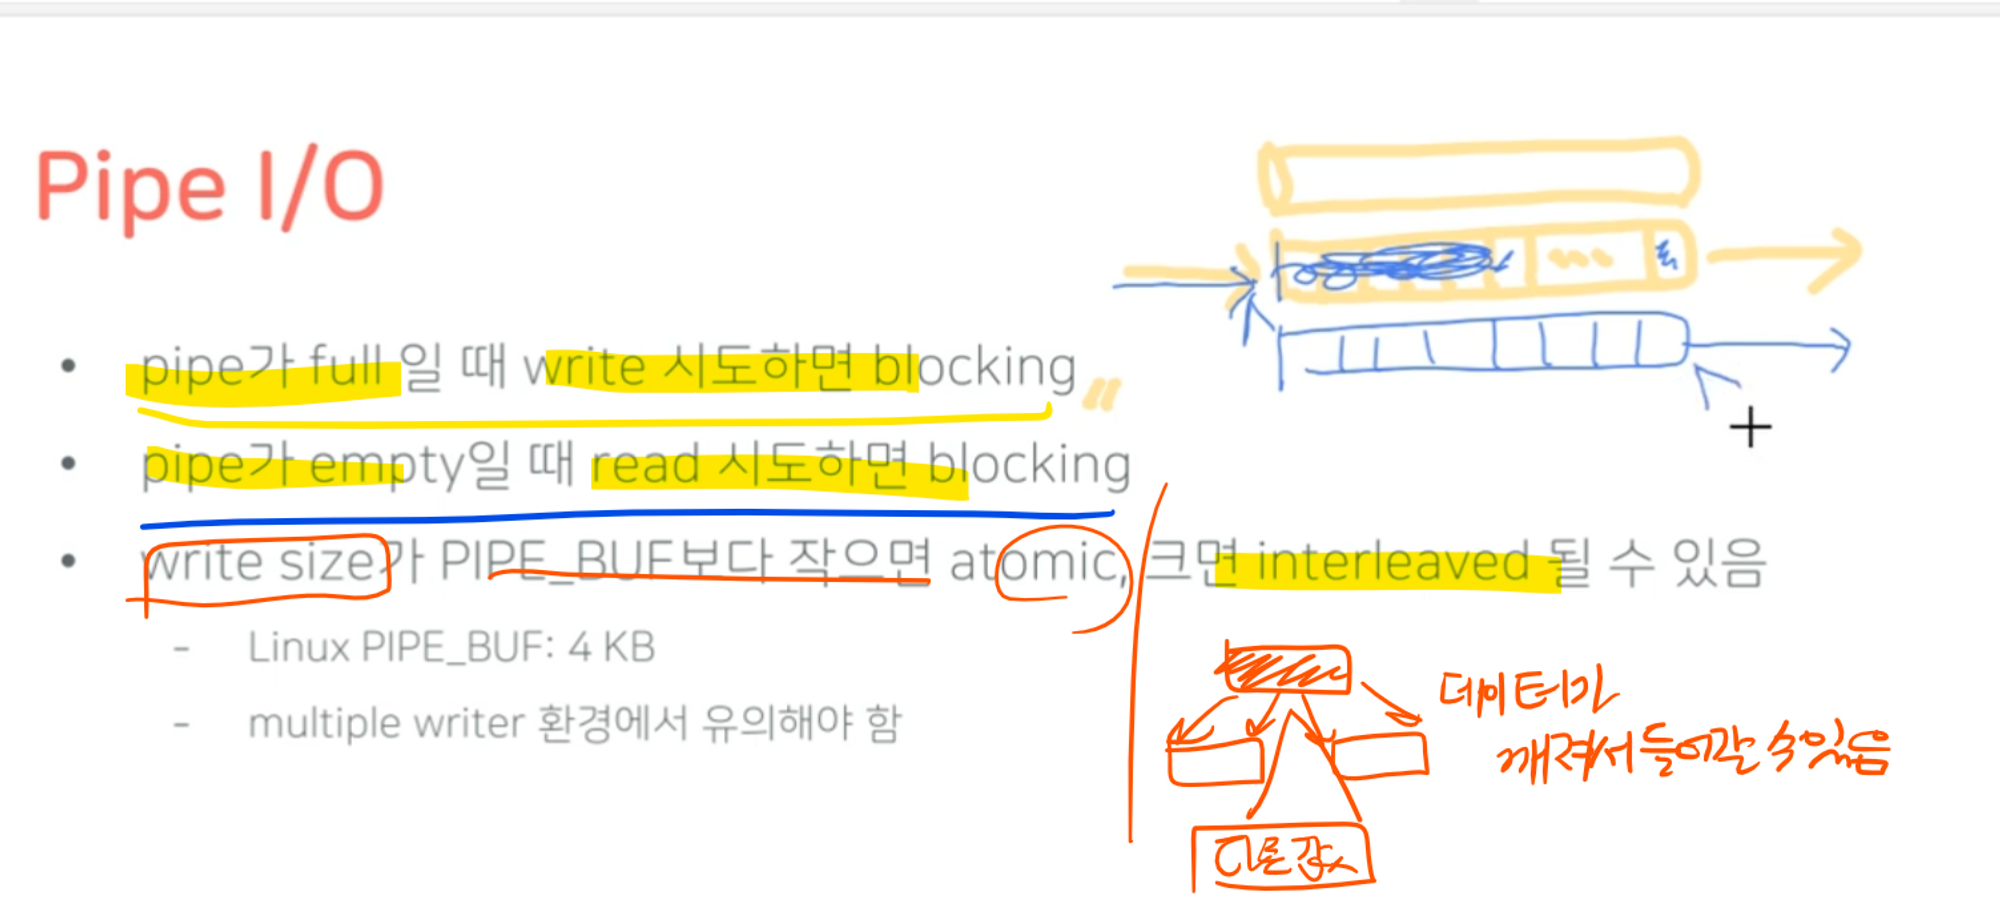 Pipe I/O
• pipe가 full 일 때 write 시도하면 blocking
• pipe가 empty일 때 read 시도하면 blocking
• write size가 PIPE_BUF보다 작으면 atomic, 크면 interleaved 될 수 있음
- Linux PIPE_BUF: 4 KB
- multiple writer 환경에서 유의해야 함
데이터가
깨져서 들어갈 수 있음
다른 값